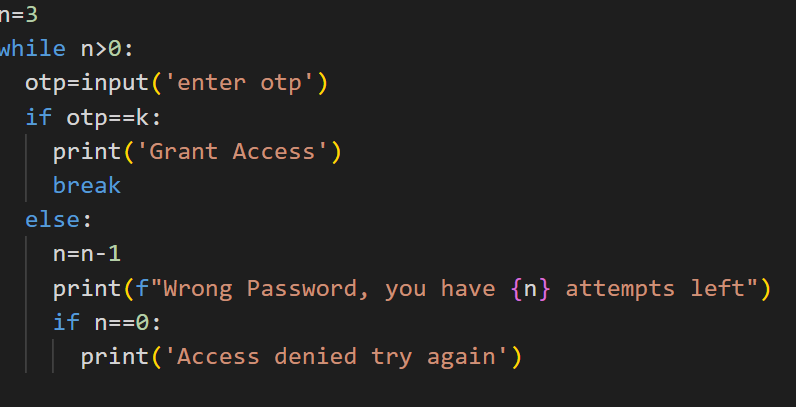 n=3
while n>0:
  otp=input('enter otp')
  if otp==k:
    print('Grant Access')
    break
  else:
    n=n-1
    print(f"Wrong Password, you have {n} attempts left")
    if n==0:
      print('Access denied try again')